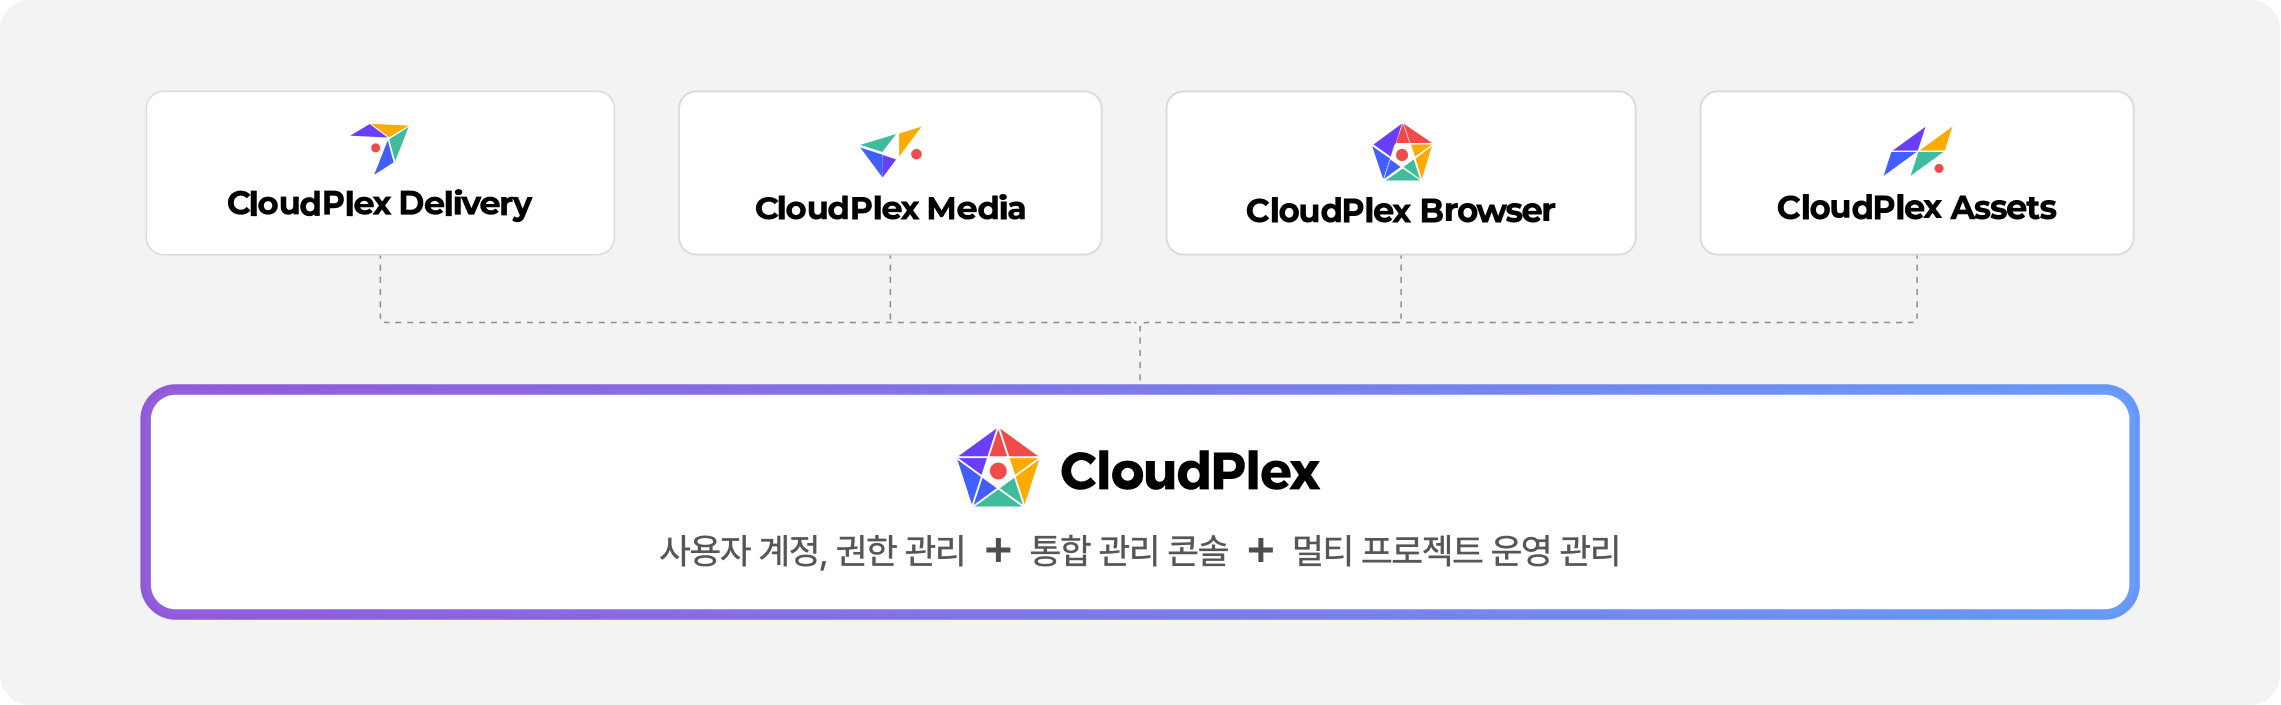 CloudPlex Delivery
CloudPlex Media
CloudPlex Browser
CloudPlex Assets
CloudPlex
사용자 계정, 권한 관리 + 통합 관리 콘솔 + 멀티 프로젝트 운영 관리